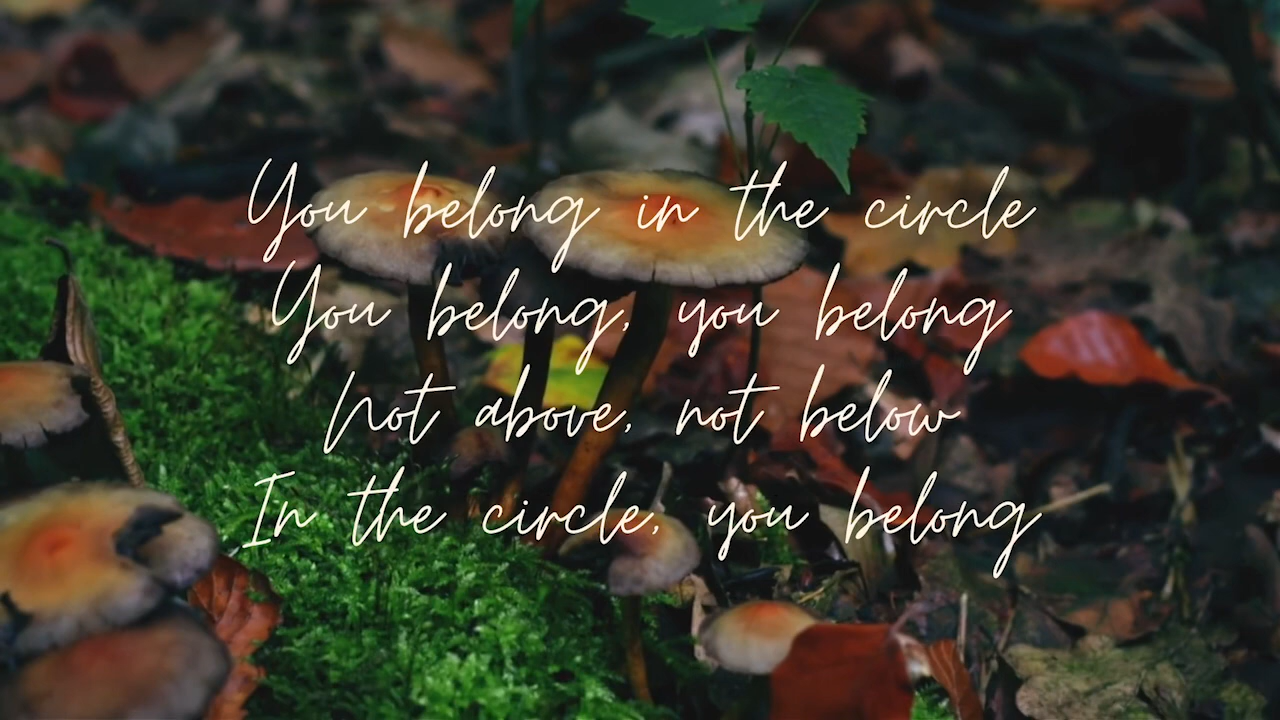 You belong in the circle
You belong, you belong
Not above, not below
In the circle, you belong